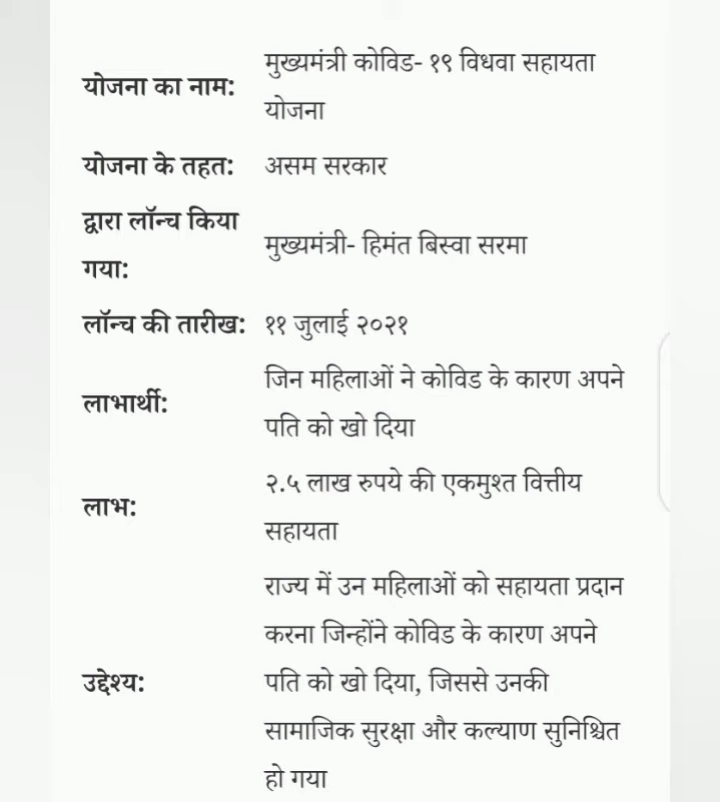 योजना का नाम:
मुख्यमंत्री कोविड- १९ विधवा सहायता
योजना
योजना के तहत: असम सरकार
द्वारा लॉन्च किया
गया:
मुख्यमंत्री- हिमंत बिस्वा सरमा
लॉन्च की तारीख: ११ जुलाई २०२१
लाभार्थी:
जिन महिलाओं ने कोविड के कारण अपने
पति को खो दिया
लाभ:
२.५ लाख रुपये की एकमुश्त वित्तीय
सहायता
उद्देश्य:
राज्य में उन महिलाओं को सहायता प्रदान
करना जिन्होंने कोविड के कारण अपने
पति को खो दिया, जिससे उनकी
सामाजिक सुरक्षा और कल्याण सुनिश्चित
हो गया